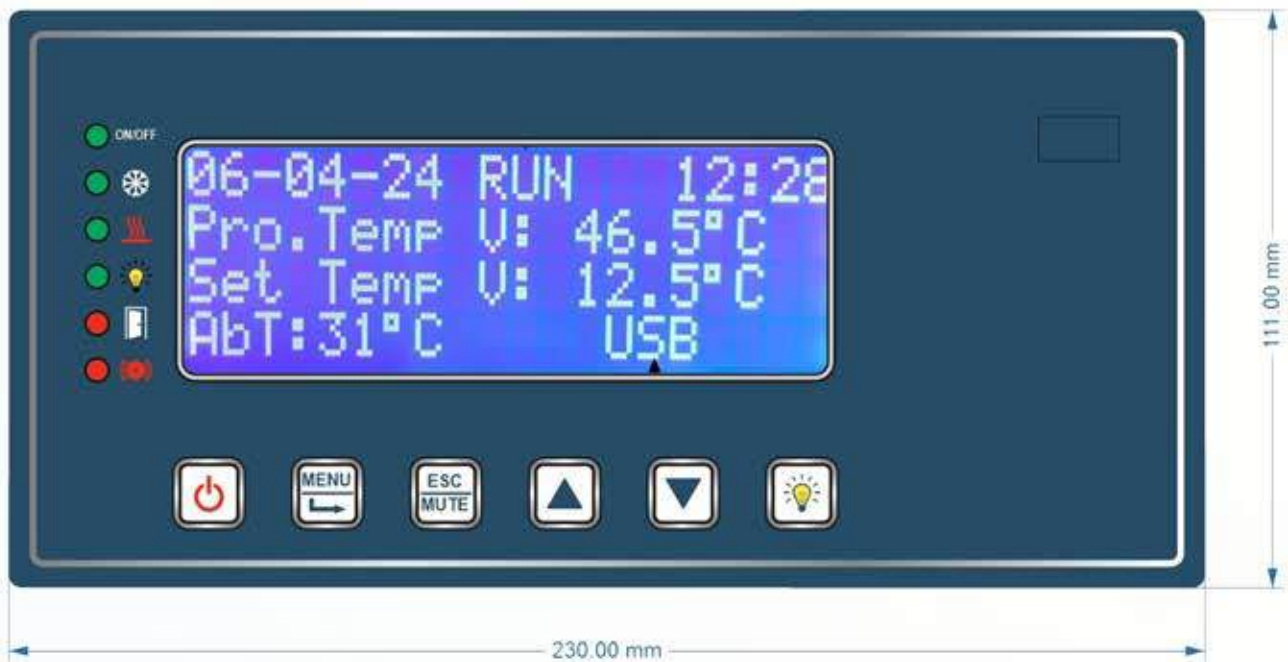 ON/OFF
06-04-24 RUN 12:28
Pro.Temp V: 46.5°C
Set Temp V: 12.5°C
AbT:31°C USB
MENU
ESC
MUTE
111.00 mm
230.00 mm